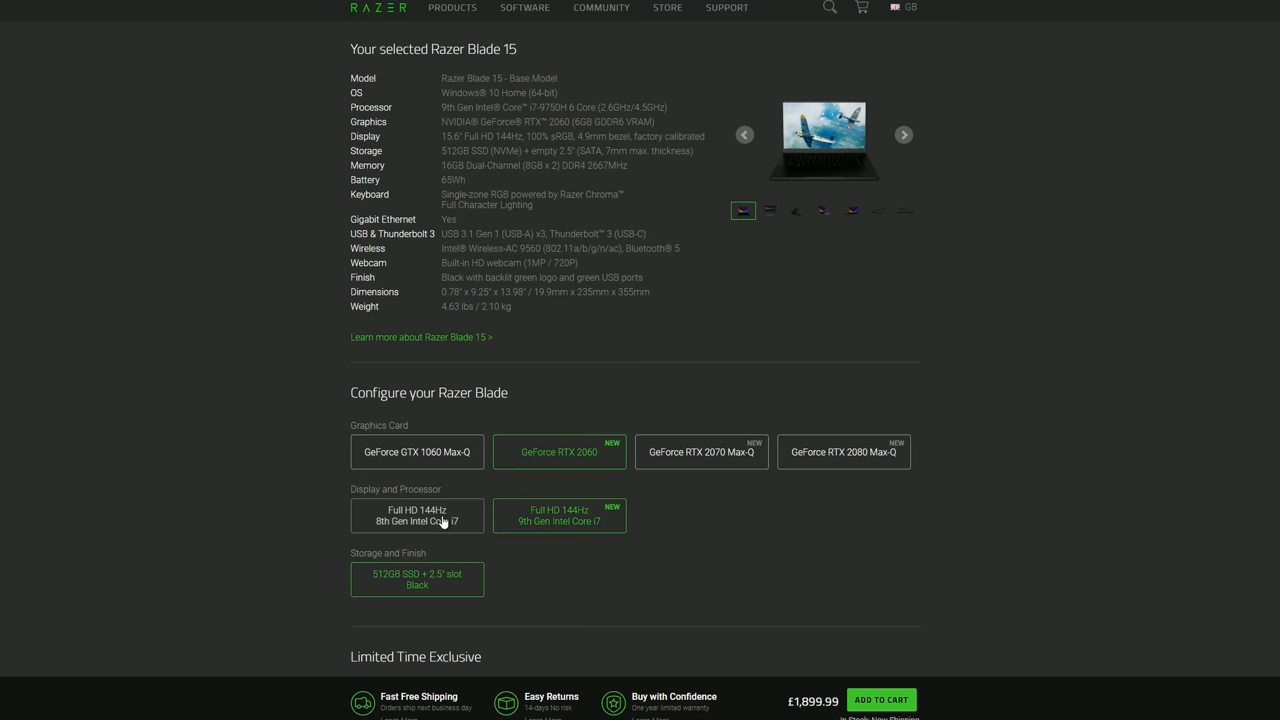 RAZER PRODUCTS SOFTWARE COMMUNITY STORE SUPPORT GB
Your selected Razer Blade 15
Model Razer Blade 15 - Base Model
OS Windows® 10 Home (64-bit)
Processor 9th Gen Intel® Core™ i7-9750H 6 Core (2.6GHz/4.5GHz)
Graphics NVIDIA® GeForce® RTX™ 2060 (6GB GDDR6 VRAM)
Display 15.6" Full HD 144Hz, 100% sRGB, 4.9mm bezel, factory calibrated
Storage 512GB SSD (NVMe) + empty 2.5" (SATA, 7mm max. thickness)
Memory 16GB Dual-Channel (8GB x 2) DDR4 2667MHz
Battery 65Wh
Keyboard Single-zone RGB powered by Razer Chroma™
Full Character Lighting
Gigabit Ethernet Yes
USB & Thunderbolt 3 USB 3.1 Gen 1 (USB-A) x3, Thunderbolt™ 3 (USB-C)
Wireless Intel® Wireless-AC 9560 (802.11a/b/g/n/ac), Bluetooth® 5
Webcam Built-in HD webcam (1MP / 720P)
Finish Black with backlit green logo and green USB ports
Dimensions 0.78" x 9.25" x 13.98" / 19.9mm x 235mm x 355mm
Weight 4.63 lbs / 2.10 kg
Learn more about Razer Blade 15 >
Configure your Razer Blade
Graphics Card
NEW NEW NEW
GeForce GTX 1060 Max-Q GeForce RTX 2060 GeForce RTX 2070 Max-Q GeForce RTX 2080 Max-Q
Display and Processor
Full HD 144Hz Full HD 144Hz NEW
8th Gen Intel Core i7 9th Gen Intel Core i7
Storage and Finish
512GB SSD + 2.5" slot
Black
Limited Time Exclusive
Fast Free Shipping Easy Returns Buy with Confidence £1,899.99 ADD TO CART
Orders ship next business day 14-days No risk One year limited warranty
Learn More Learn More Learn More In Stock: Now Shipping